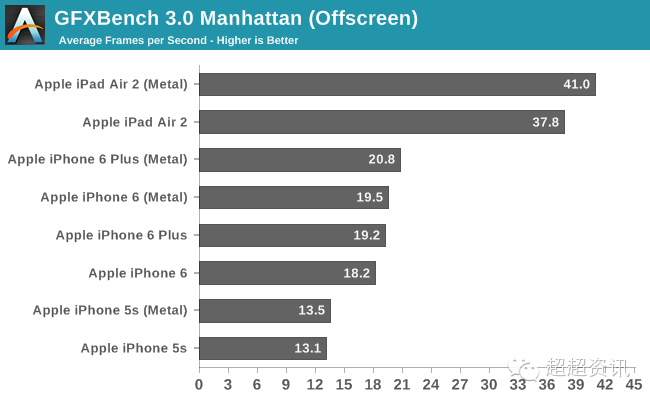 GFXBench 3.0 Manhattan (Offscreen)
Average Frames per Second - Higher is Better
Apple iPad Air 2 (Metal) 41.0
Apple iPad Air 2 37.8
Apple iPhone 6 Plus (Metal) 20.8
Apple iPhone 6 (Metal) 19.5
Apple iPhone 6 Plus 19.2
Apple iPhone 6 18.2
Apple iPhone 5s (Metal) 13.5
Apple iPhone 5s 13.1
超超资讯
0 3 6 9 12 15 18 21 24 27 30 33 36 39 42 45